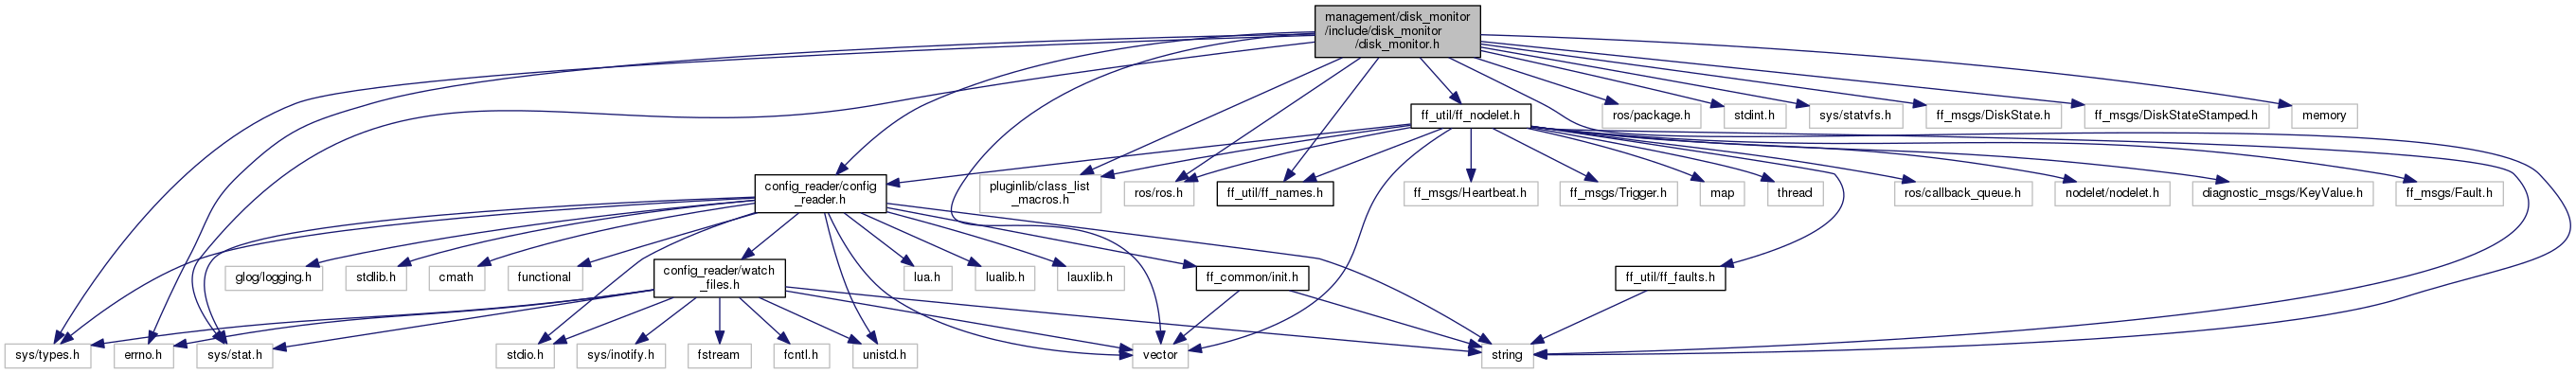 management/disk_monitor
/include/disk_monitor
/disk_monitor.h
ff_util/ff_nodelet.h
ros/package.h
stdint.h
sys/statvfs.h
ff_msgs/DiskState.h
ff_msgs/DiskStateStamped.h
memory
config_reader/config
_reader.h
pluginlib/class_list
_macros.h
ros/ros.h
ff_util/ff_names.h
ff_msgs/Heartbeat.h
ff_msgs/Trigger.h
map
thread
ros/callback_queue.h
nodelet/nodelet.h
diagnostic_msgs/KeyValue.h
ff_msgs/Fault.h
glog/logging.h
stdlib.h
cmath
functional
config_reader/watch
_files.h
lua.h
lualib.h
lauxlib.h
ff_common/init.h
ff_util/ff_faults.h
sys/types.h
errno.h
sys/stat.h
stdio.h
sys/inotify.h
fstream
fcntl.h
unistd.h
vector
string